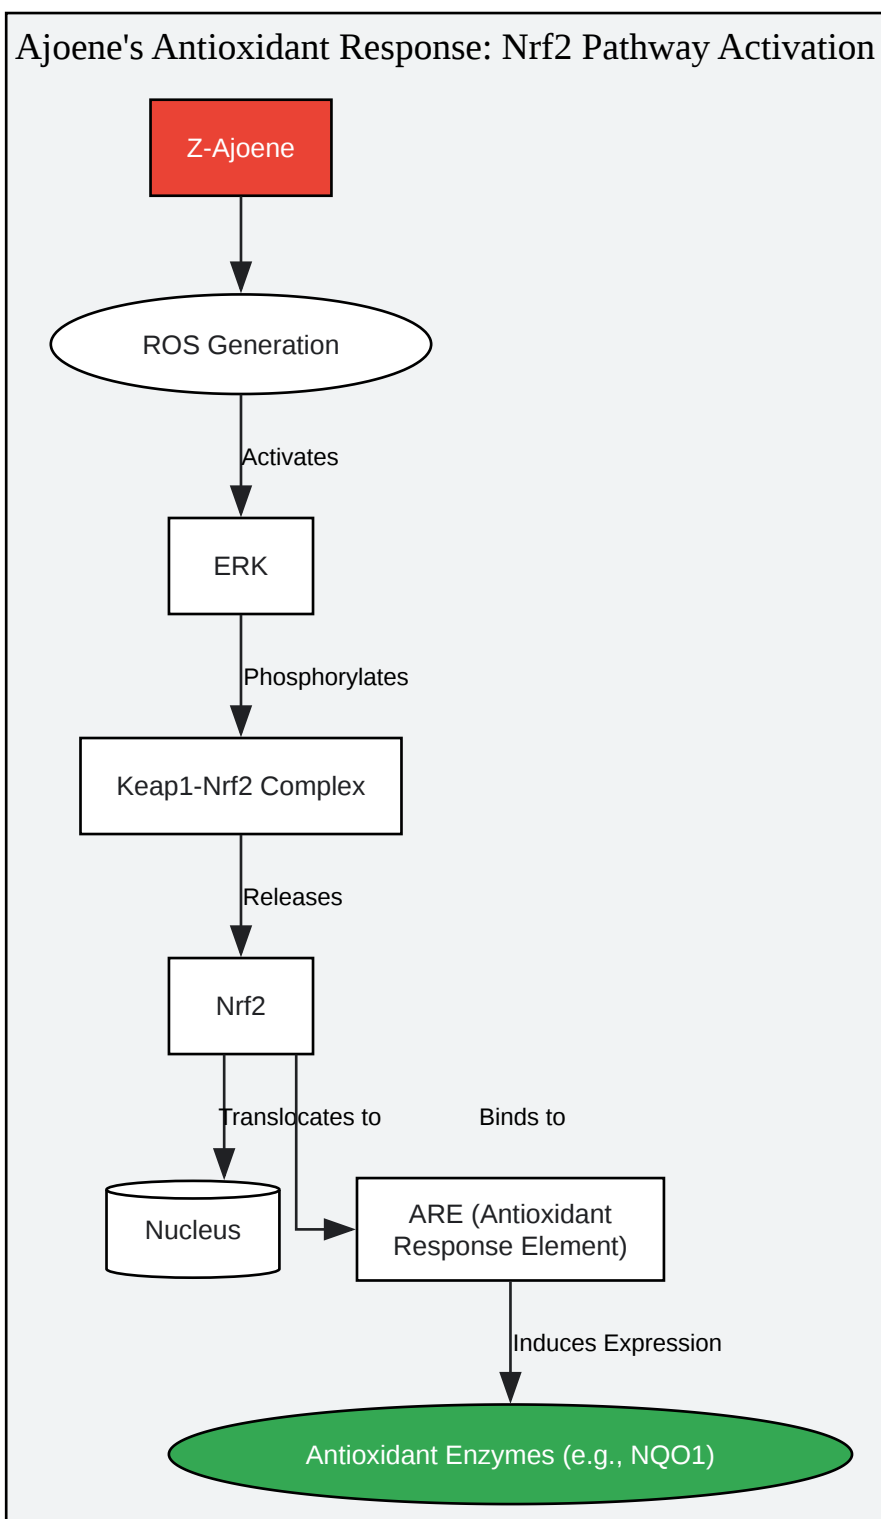 Ajoene's Antioxidant Response: Nrf2 Pathway Activation
Z-Ajoene
ROS Generation
Activates
ERK
Phosphorylates
Keap1-Nrf2 Complex
Releases
Nrf2
Translocates to
Binds to
Nucleus
ARE (Antioxidant
Response Element)
Induces Expression
Antioxidant Enzymes (e.g., NQO1)